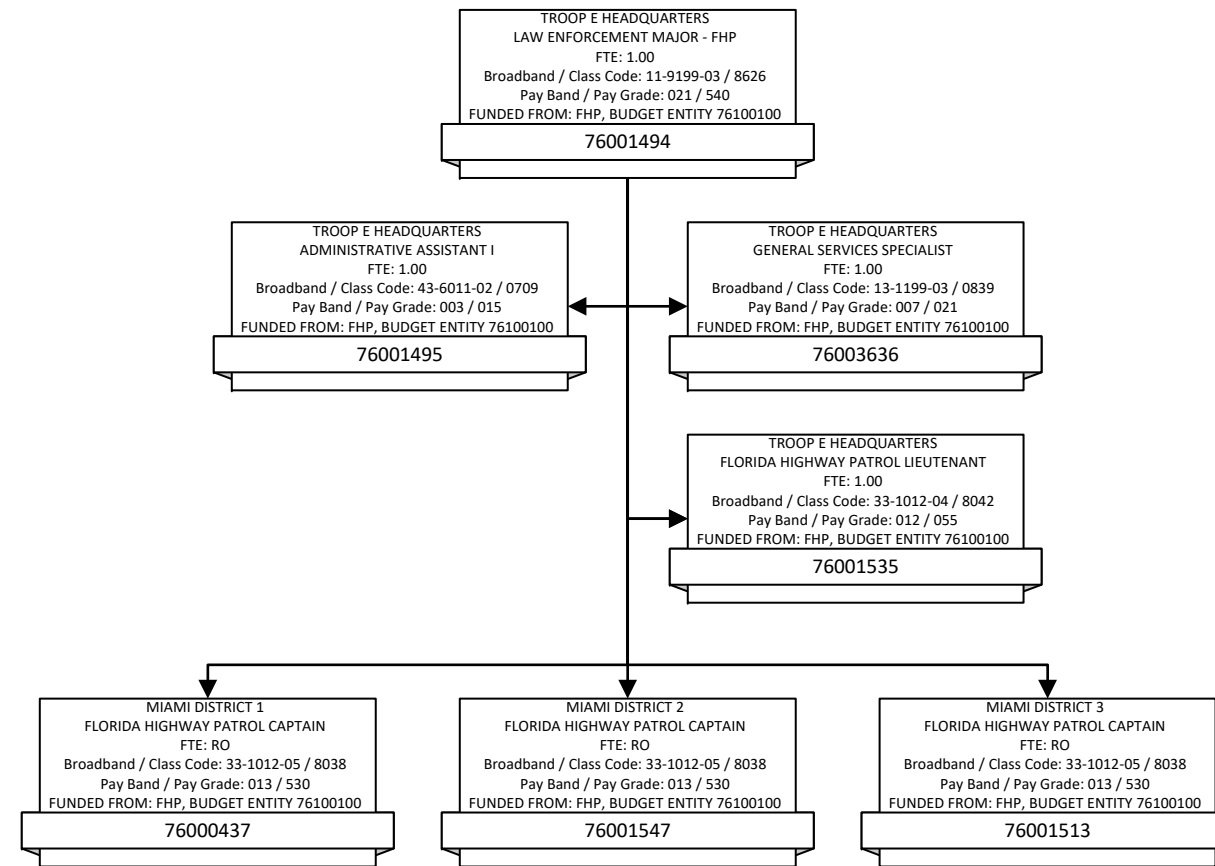 TROOP E HEADQUARTERS
LAW ENFORCEMENT MAJOR - FHP
FTE: 1.00
Broadband / Class Code: 11-9199-03 / 8626
Pay Band / Pay Grade: 021 / 540
FUNDED FROM: FHP, BUDGET ENTITY 76100100
76001494
TROOP E HEADQUARTERS
ADMINISTRATIVE ASSISTANT I
FTE: 1.00
Broadband / Class Code: 43-6011-02 / 0709
Pay Band / Pay Grade: 003 / 015
FUNDED FROM: FHP, BUDGET ENTITY 76100100
76001495
TROOP E HEADQUARTERS
GENERAL SERVICES SPECIALIST
FTE: 1.00
Broadband / Class Code: 13-1199-03 / 0839
Pay Band / Pay Grade: 007 / 021
FUNDED FROM: FHP, BUDGET ENTITY 76100100
76003636
TROOP E HEADQUARTERS
FLORIDA HIGHWAY PATROL LIEUTENANT
FTE: 1.00
Broadband / Class Code: 33-1012-04 / 8042
Pay Band / Pay Grade: 012 / 055
FUNDED FROM: FHP, BUDGET ENTITY 76100100
76001535
MIAMI DISTRICT 1
FLORIDA HIGHWAY PATROL CAPTAIN
FTE: RO
Broadband / Class Code: 33-1012-05 / 8038
Pay Band / Pay Grade: 013 / 530
FUNDED FROM: FHP, BUDGET ENTITY 76100100
76000437
MIAMI DISTRICT 2
FLORIDA HIGHWAY PATROL CAPTAIN
FTE: RO
Broadband / Class Code: 33-1012-05 / 8038
Pay Band / Pay Grade: 013 / 530
FUNDED FROM: FHP, BUDGET ENTITY 76100100
76001547
MIAMI DISTRICT 3
FLORIDA HIGHWAY PATROL CAPTAIN
FTE: RO
Broadband / Class Code: 33-1012-05 / 8038
Pay Band / Pay Grade: 013 / 530
FUNDED FROM: FHP, BUDGET ENTITY 76100100
76001513